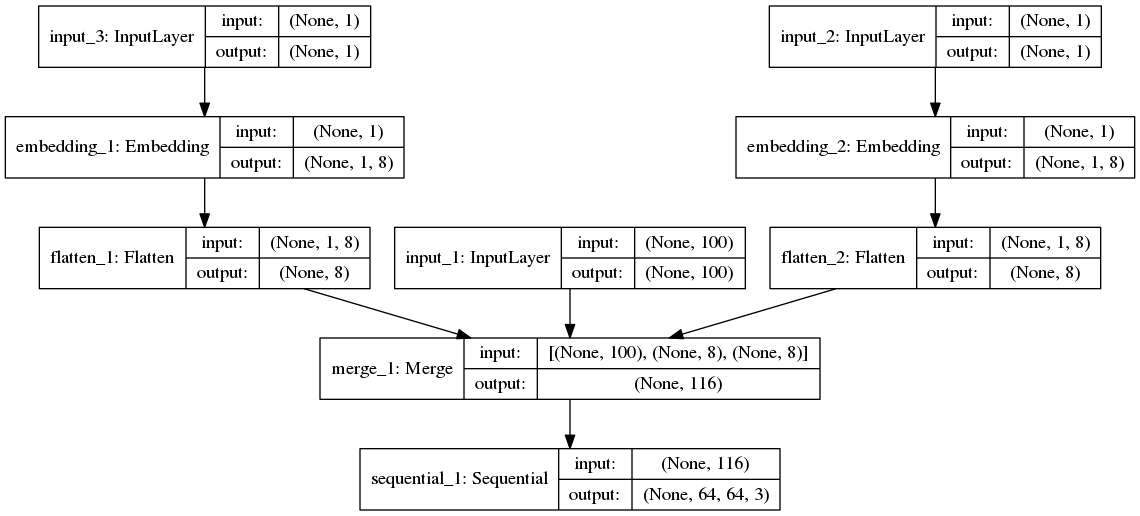 input_3: InputLayer
input: (None, 1)
output: (None, 1)
input_2: InputLayer
input: (None, 1)
output: (None, 1)
embedding_1: Embedding
input: (None, 1)
output: (None, 1, 8)
embedding_2: Embedding
input: (None, 1)
output: (None, 1, 8)
flatten_1: Flatten
input: (None, 1, 8)
output: (None, 8)
input_1: InputLayer
input: (None, 100)
output: (None, 100)
flatten_2: Flatten
input: (None, 1, 8)
output: (None, 8)
merge_1: Merge
input: [(None, 100), (None, 8), (None, 8)]
output: (None, 116)
sequential_1: Sequential
input: (None, 116)
output: (None, 64, 64, 3)